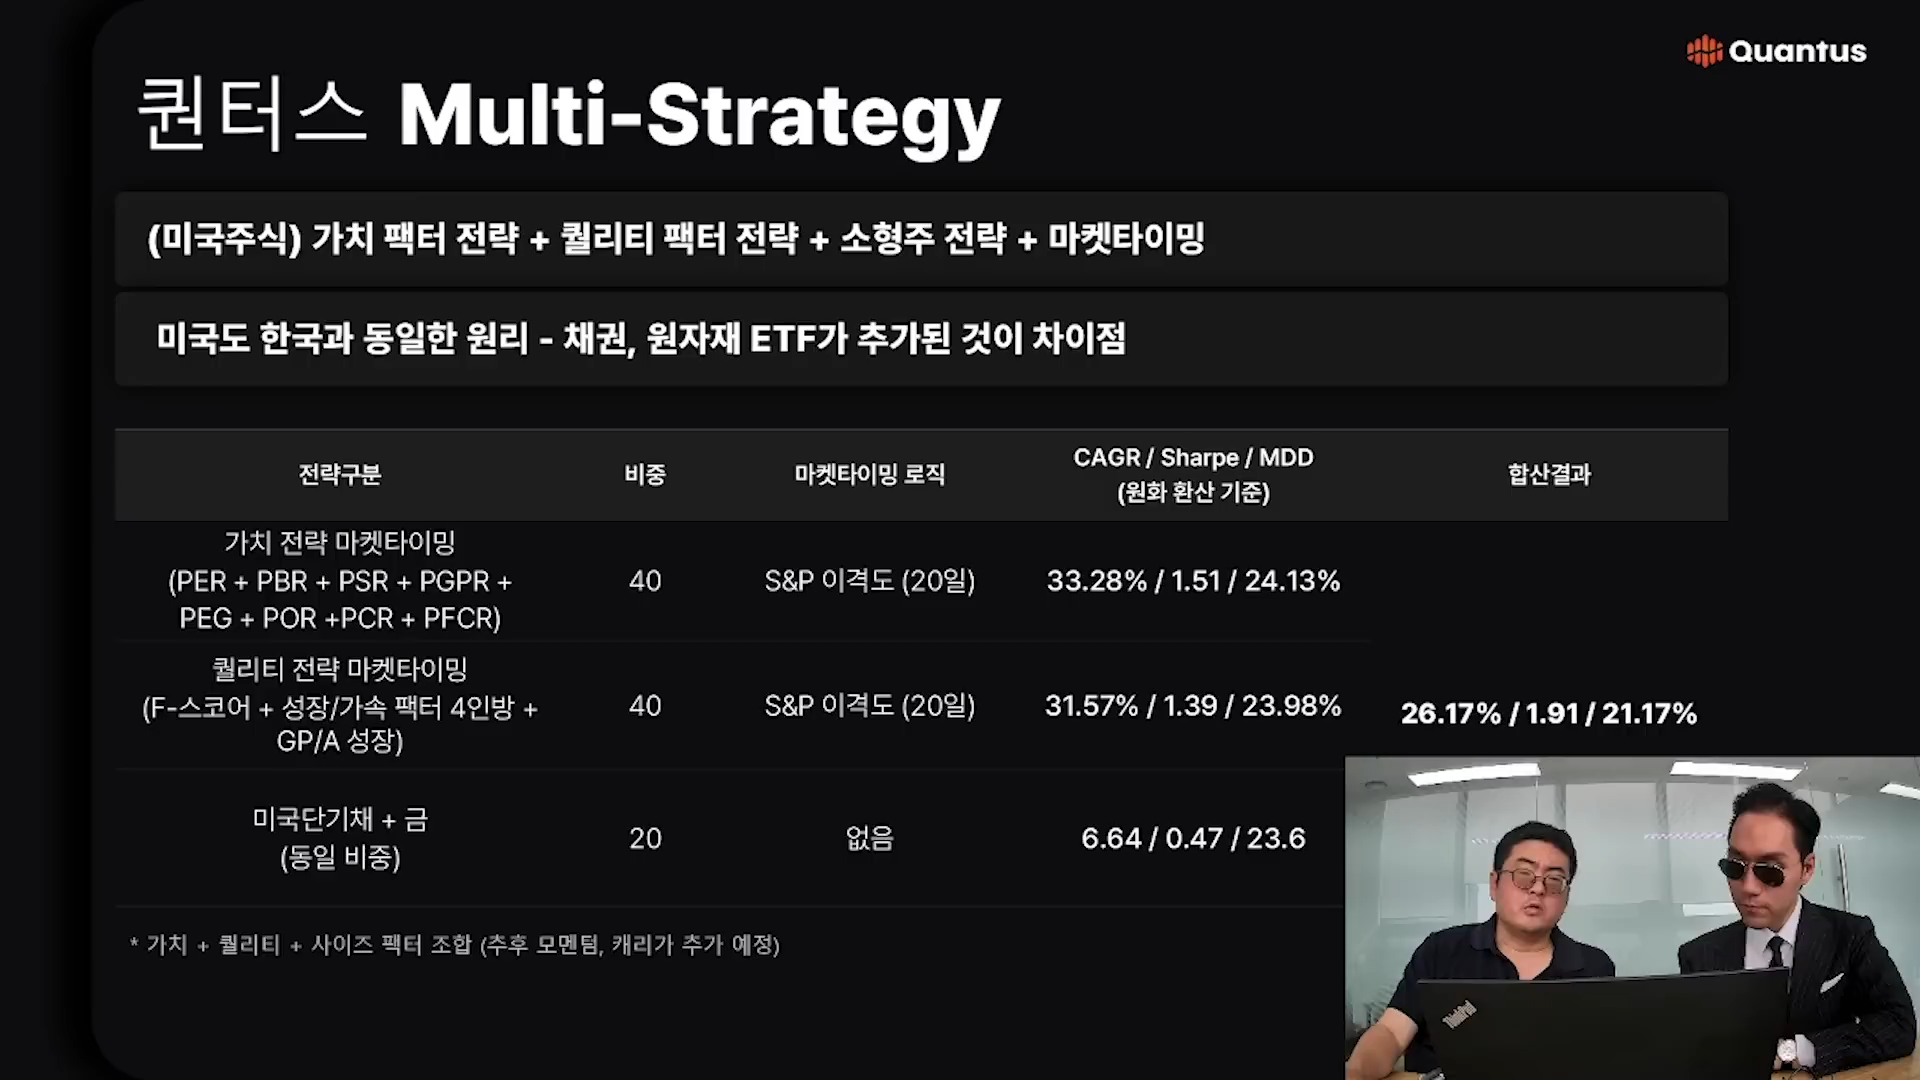 Quantus
퀀터스 Multi-Strategy
(미국주식) 가치 팩터 전략 + 퀄리티 팩터 전략 + 소형주 전략 + 마켓타이밍
미국도 한국과 동일한 원리 - 채권, 원자재 ETF가 추가된 것이 차이점
전략구분
비중
마켓타이밍 로직
CAGR / Sharpe / MDD
(원화 환산 기준)
합산결과
가치 전략 마켓타이밍
(PER + PBR + PSR + PGPR +
PEG + POR +PCR + PFCR)
40
S&P 이격도 (20일)
33.28% / 1.51 / 24.13%
퀄리티 전략 마켓타이밍
(F-스코어 + 성장/가속 팩터 4인방 +
GP/A 성장)
40
S&P 이격도 (20일)
31.57% / 1.39 / 23.98%
26.17% / 1.91 / 21.17%
미국단기채 + 금
(동일 비중)
20
없음
6.64 / 0.47 / 23.6
* 가치 + 퀄리티 + 사이즈 팩터 조합 (추후 모멘텀, 캐리가 추가 예정)
ThinkPad